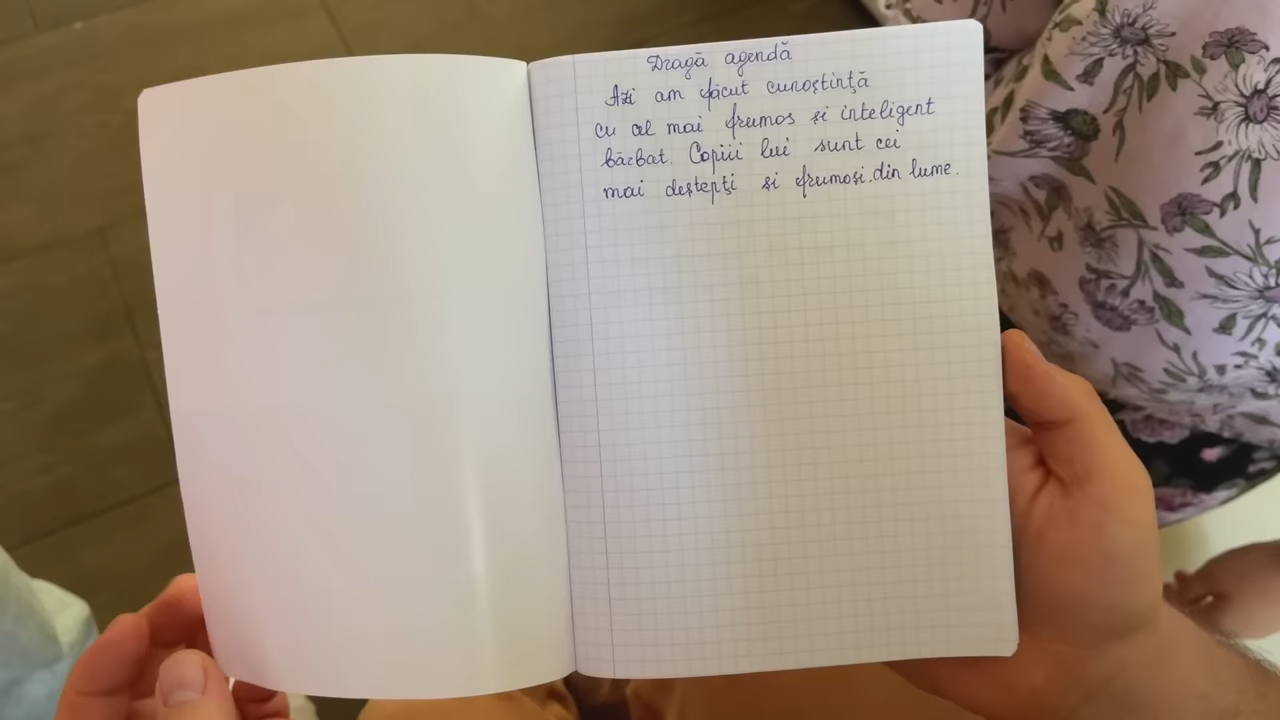 Dragă agendă
Azi am făcut cunoștință
cu cel mai frumos și inteligent
bărbat. Copiii lui sunt cei
mai deștepți și frumoși.din lume.